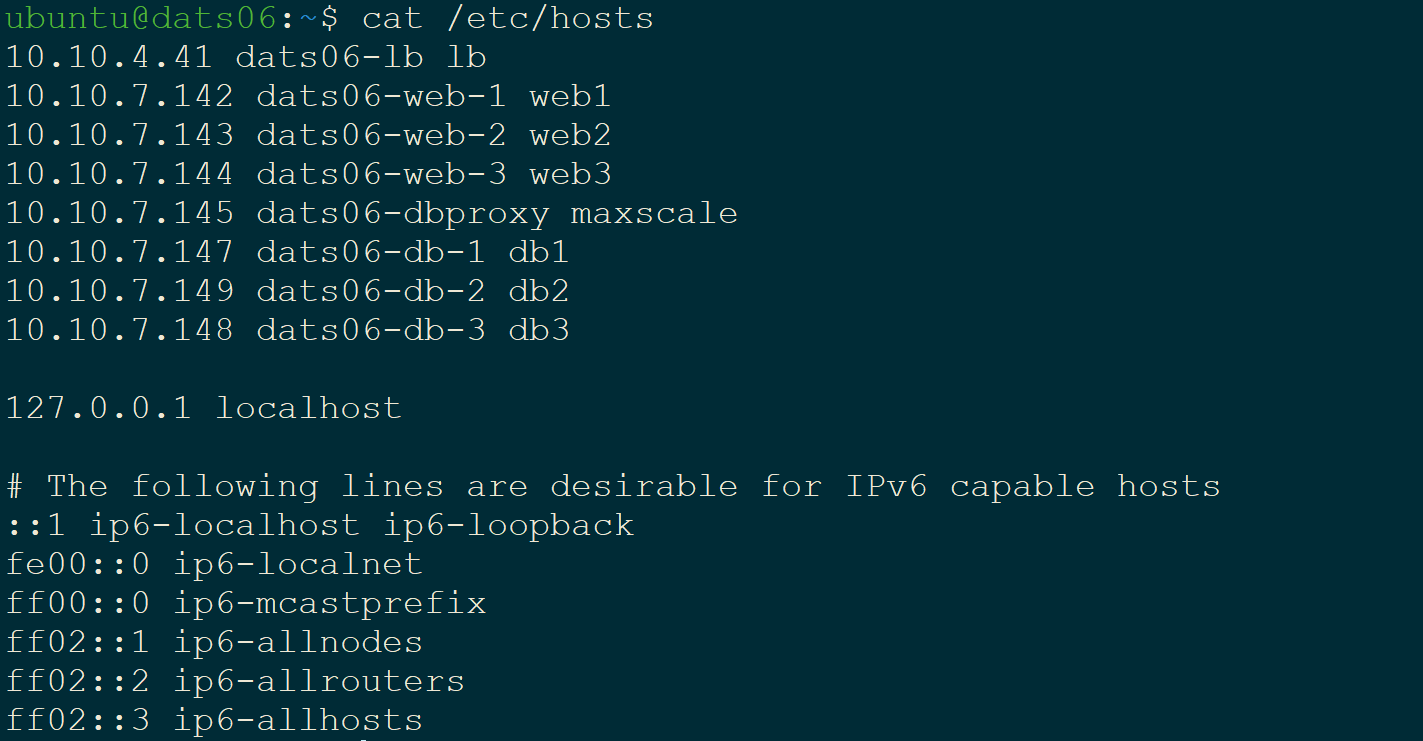 ubuntu@dats06:~$ cat /etc/hosts
10.10.4.41 dats06-lb lb
10.10.7.142 dats06-web-1 web1
10.10.7.143 dats06-web-2 web2
10.10.7.144 dats06-web-3 web3
10.10.7.145 dats06-dbproxy maxscale
10.10.7.147 dats06-db-1 db1
10.10.7.149 dats06-db-2 db2
10.10.7.148 dats06-db-3 db3
127.0.0.1 localhost
# The following lines are desirable for IPv6 capable hosts
::1 ip6-localhost ip6-loopback
fe00::0 ip6-localnet
ff00::0 ip6-mcastprefix
ff02::1 ip6-allnodes
ff02::2 ip6-allrouters
ff02::3 ip6-allhosts